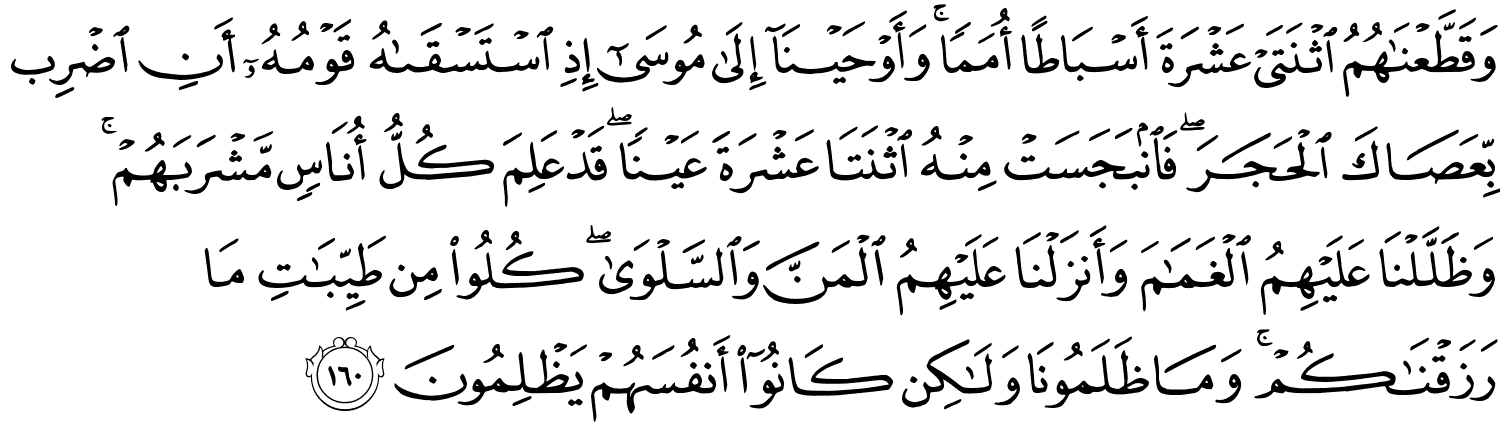 وَقَطَّعْنَـٰهُمُ ٱثْنَتَىْ عَشْرَةَ أَسْبَاطًا أُمَمًا ۚ وَأَوْحَيْنَآ إِلَىٰ مُوسَىٰٓ إِذِ ٱسْتَسْقَىٰهُ قَوْمُهُۥٓ أَنِ ٱضْرِب
بِّعَصَاكَ ٱلْحَجَرَ ۖ فَٱنۢبَجَسَتْ مِنْهُ ٱثْنَتَا عَشْرَةَ عَيْنًا ۖ قَدْ عَلِمَ كُلُّ أُنَاسٍ مَّشْرَبَهُمْ ۚ
وَظَلَّلْنَا عَلَيْهِمُ ٱلْغَمَـٰمَ وَأَنزَلْنَا عَلَيْهِمُ ٱلْمَنَّ وَٱلسَّلْوَىٰ ۖ كُلُوا۟ مِن طَيِّبَـٰتِ مَا
رَزَقْنَـٰكُمْ ۚ وَمَا ظَلَمُونَا وَلَـٰكِن كَانُوٓا۟ أَنفُسَهُمْ يَظْلِمُونَ ١٦٠